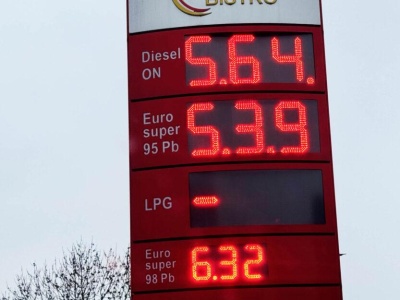 BISTRO
Diesel
ON
5.64.
Euro
super
95 Pb
5.3.9
LPG
-
Euro
super
98 Pb
6.32